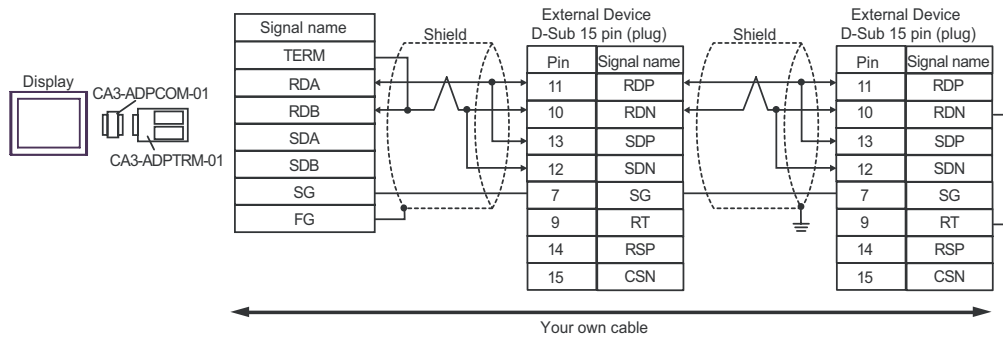 Display
CA3-ADPCOM-01
CA3-ADPTRM-01
Signal name
TERM
RDA
RDB
SDA
SDB
SG
FG
Shield
External Device
D-Sub 15 pin (plug)
Pin Signal name
11 RDP
10 RDN
13 SDP
12 SDN
7 SG
9 RT
14 RSP
15 CSN
Shield
External Device
D-Sub 15 pin (plug)
Pin Signal name
11 RDP
10 RDN
13 SDP
12 SDN
7 SG
9 RT
14 RSP
15 CSN
Your own cable